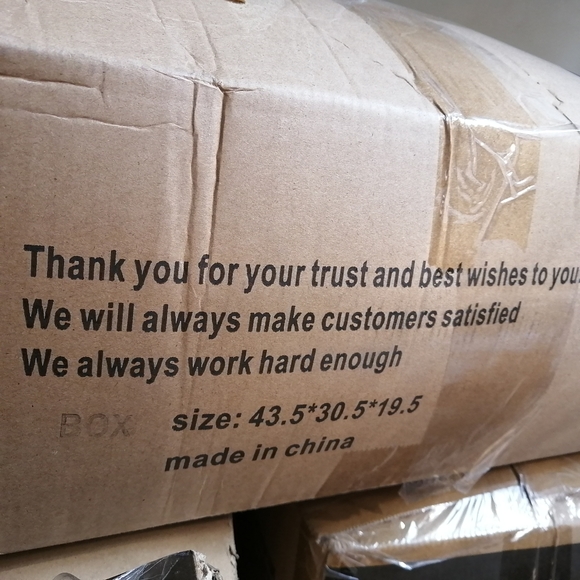 Thank you for your trust and best wishes to you.
We will always make customers satisfied
We always work hard enough
BOX size: 43.5*30.5*19.5
made in china